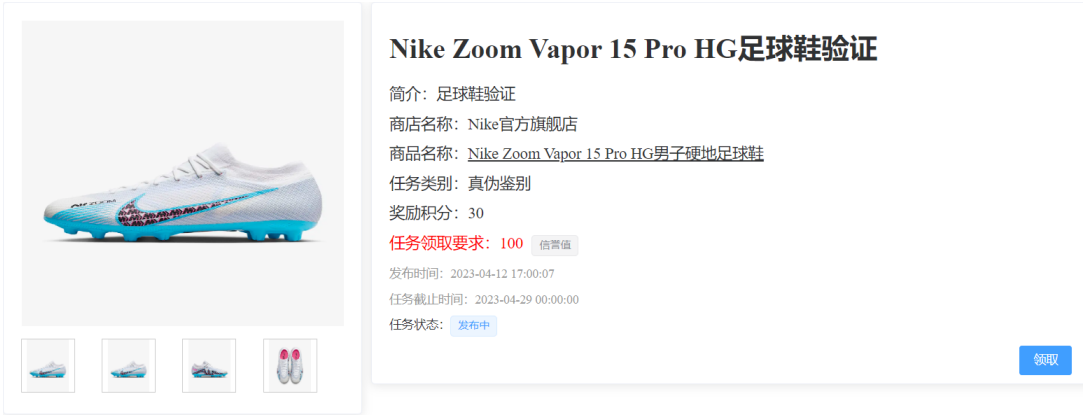 Nike Zoom Vapor 15 Pro HG足球鞋验证
简介：足球鞋验证
商店名称：Nike官方旗舰店
商品名称：Nike Zoom Vapor 15 Pro HG男子硬地足球鞋
任务类别：真伪鉴别
奖励积分：30
任务领取要求：100 信誉值
发布时间：2023-04-12 17:00:07
任务截止时间：2023-04-29 00:00:00
任务状态： 发布中
领取
ZOOM